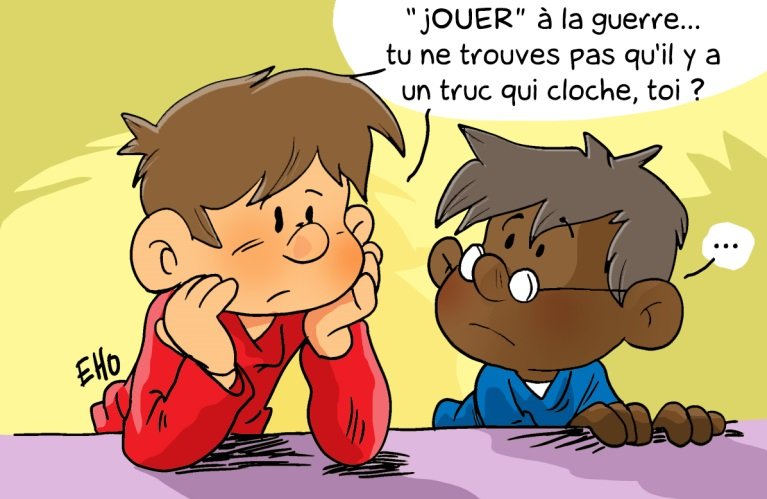 "jOUER" à la guerre...
tu ne trouves pas qu'il y a
un truc qui cloche, toi ?
...
EHO